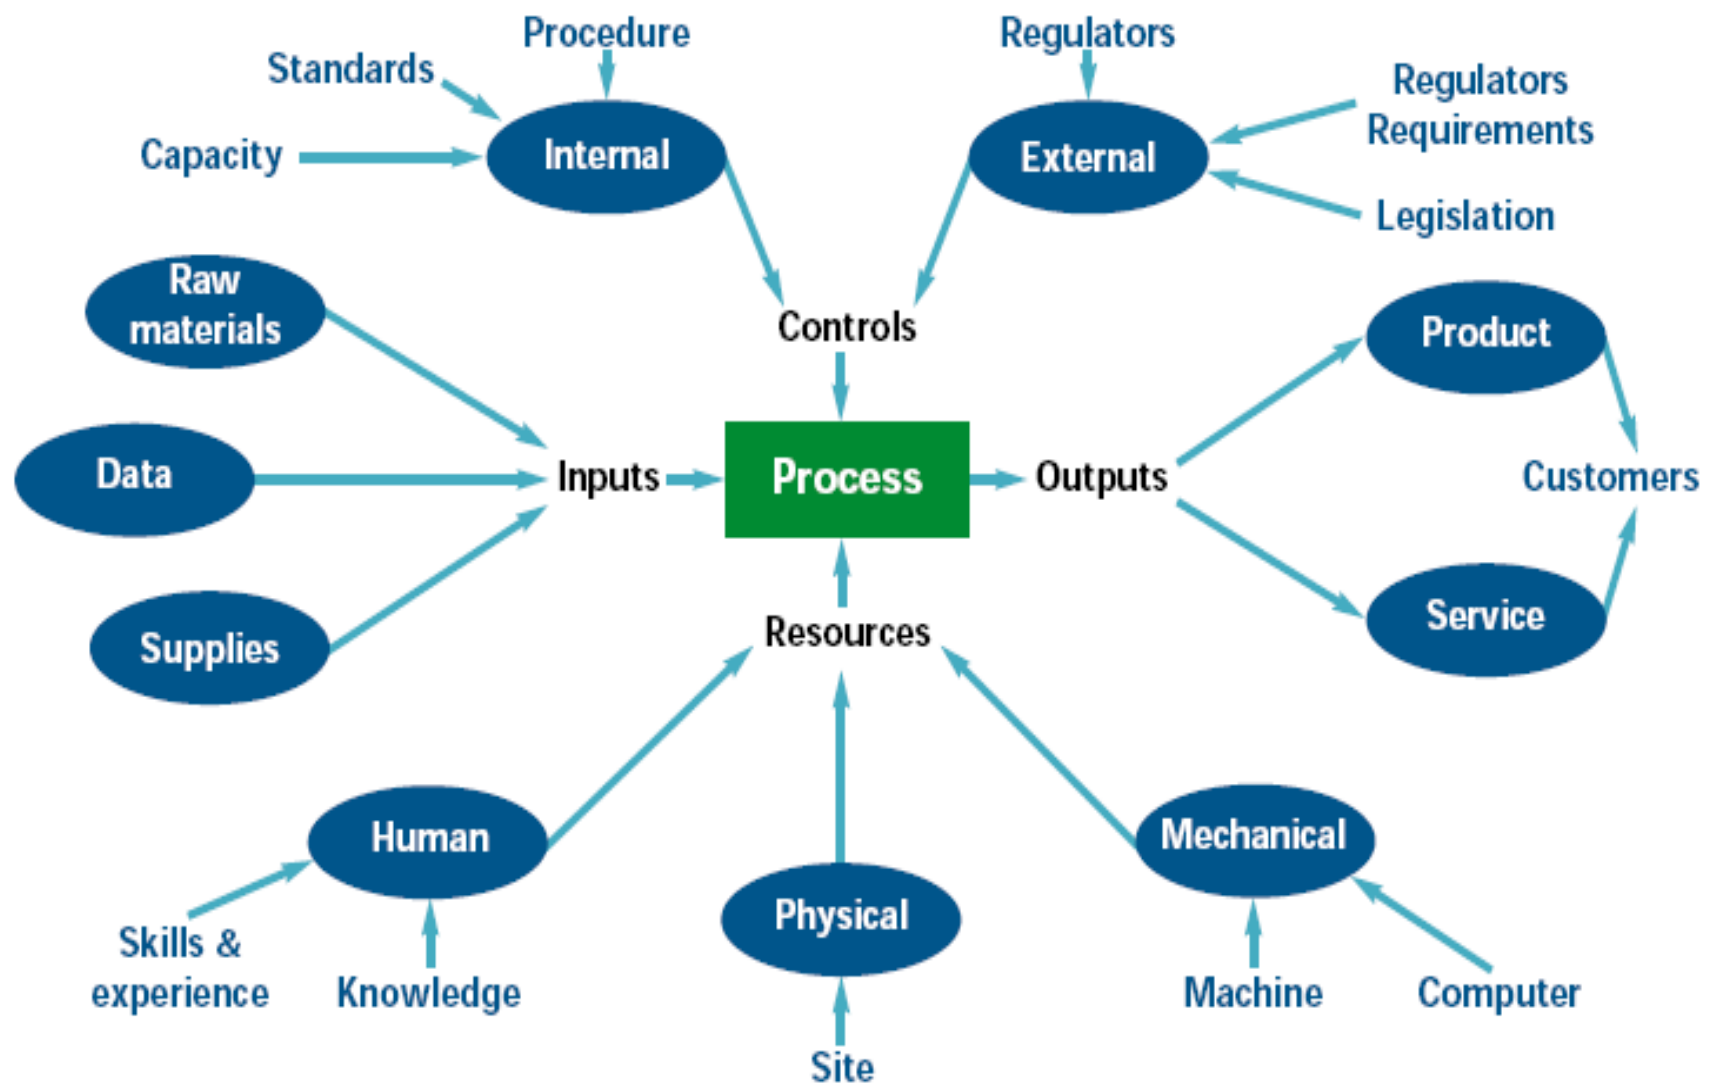 Procedure
Regulators
Standards
Regulators
Requirements
Capacity
Internal
External
Legislation
Raw
materials
Controls
Product
Data
Inputs
Process
Outputs
Customers
Supplies
Resources
Service
Human
Mechanical
Physical
Skills &
experience
Knowledge
Machine
Computer
Site